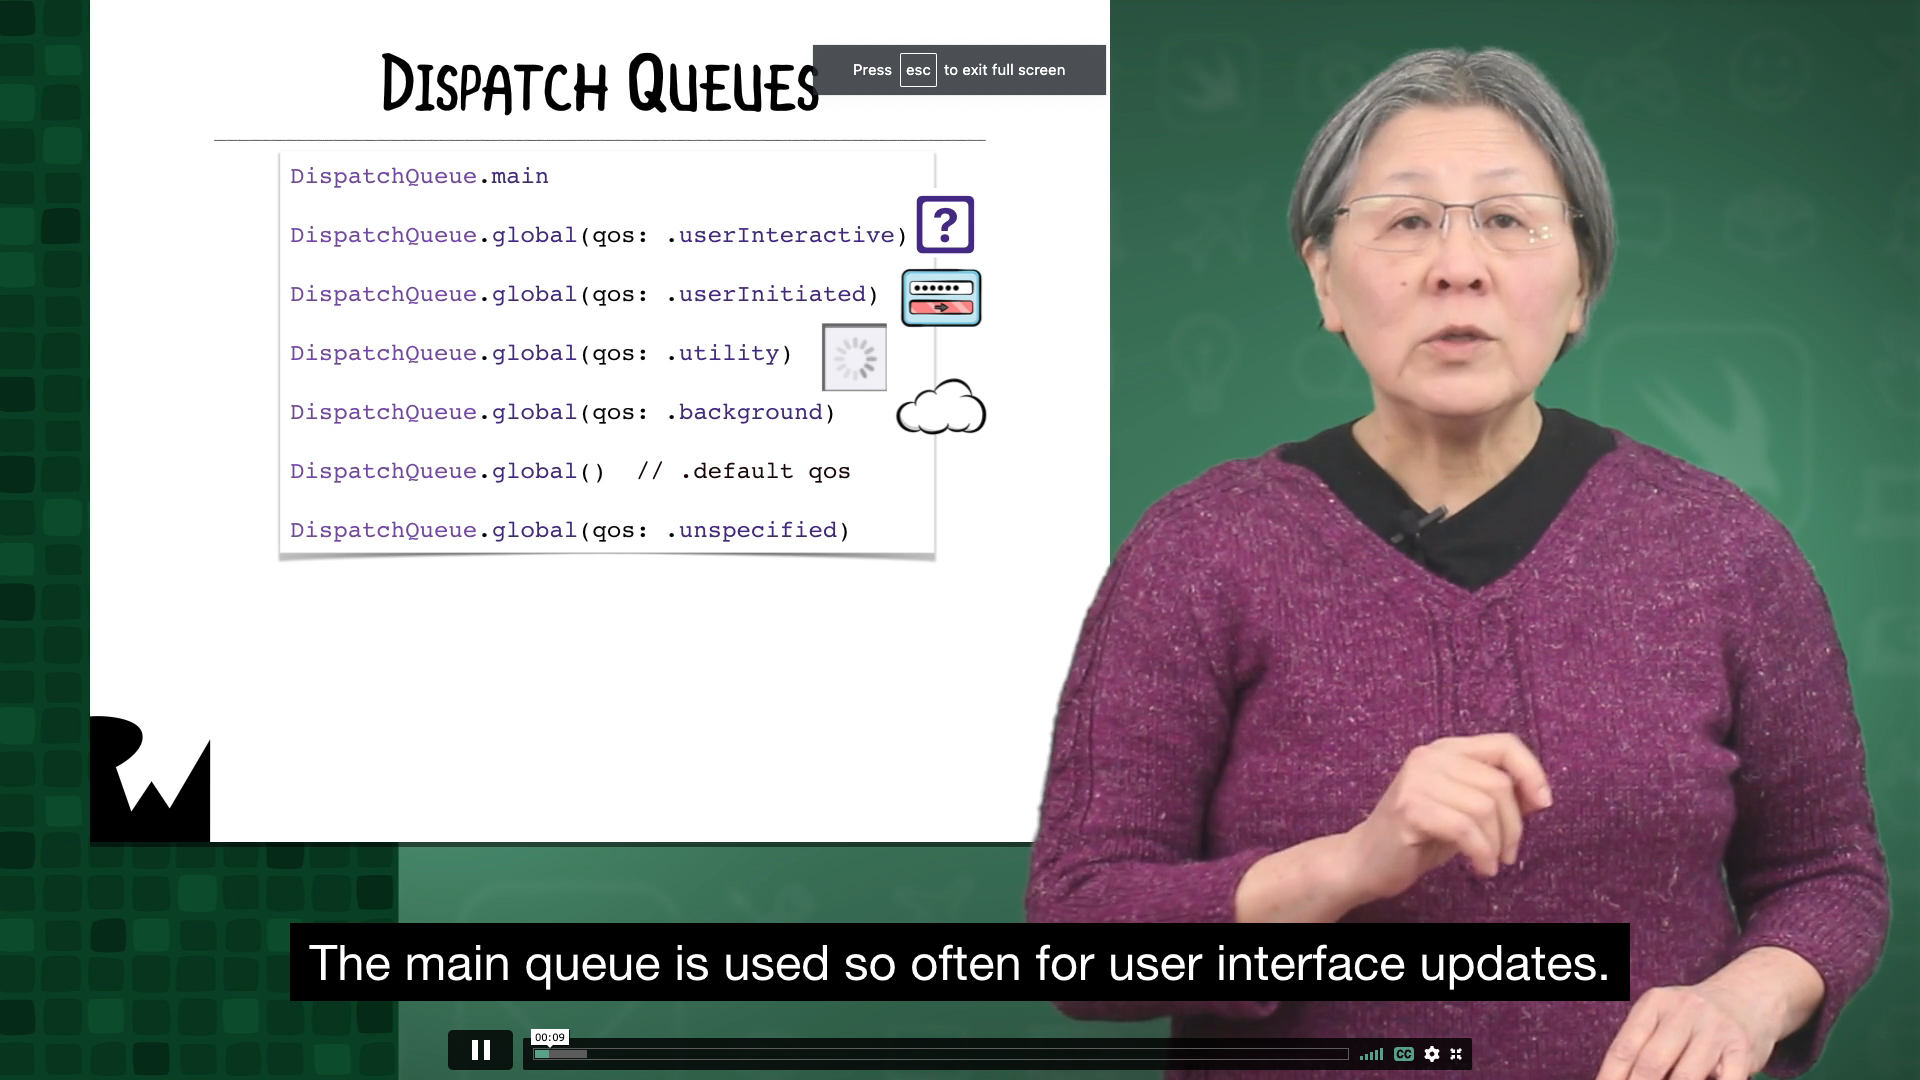 DISPATCH QUEUES
Press esc to exit full screen
DispatchQueue.main
DispatchQueue.global(qos: .userInteractive)
?
DispatchQueue.global(qos: .userInitiated)
DispatchQueue.global(qos: .utility)
DispatchQueue.global(qos: .background)
DispatchQueue.global()  // .default qos
DispatchQueue.global(qos: .unspecified)
RW
The main queue is used so often for user interface updates.
00:09
CC